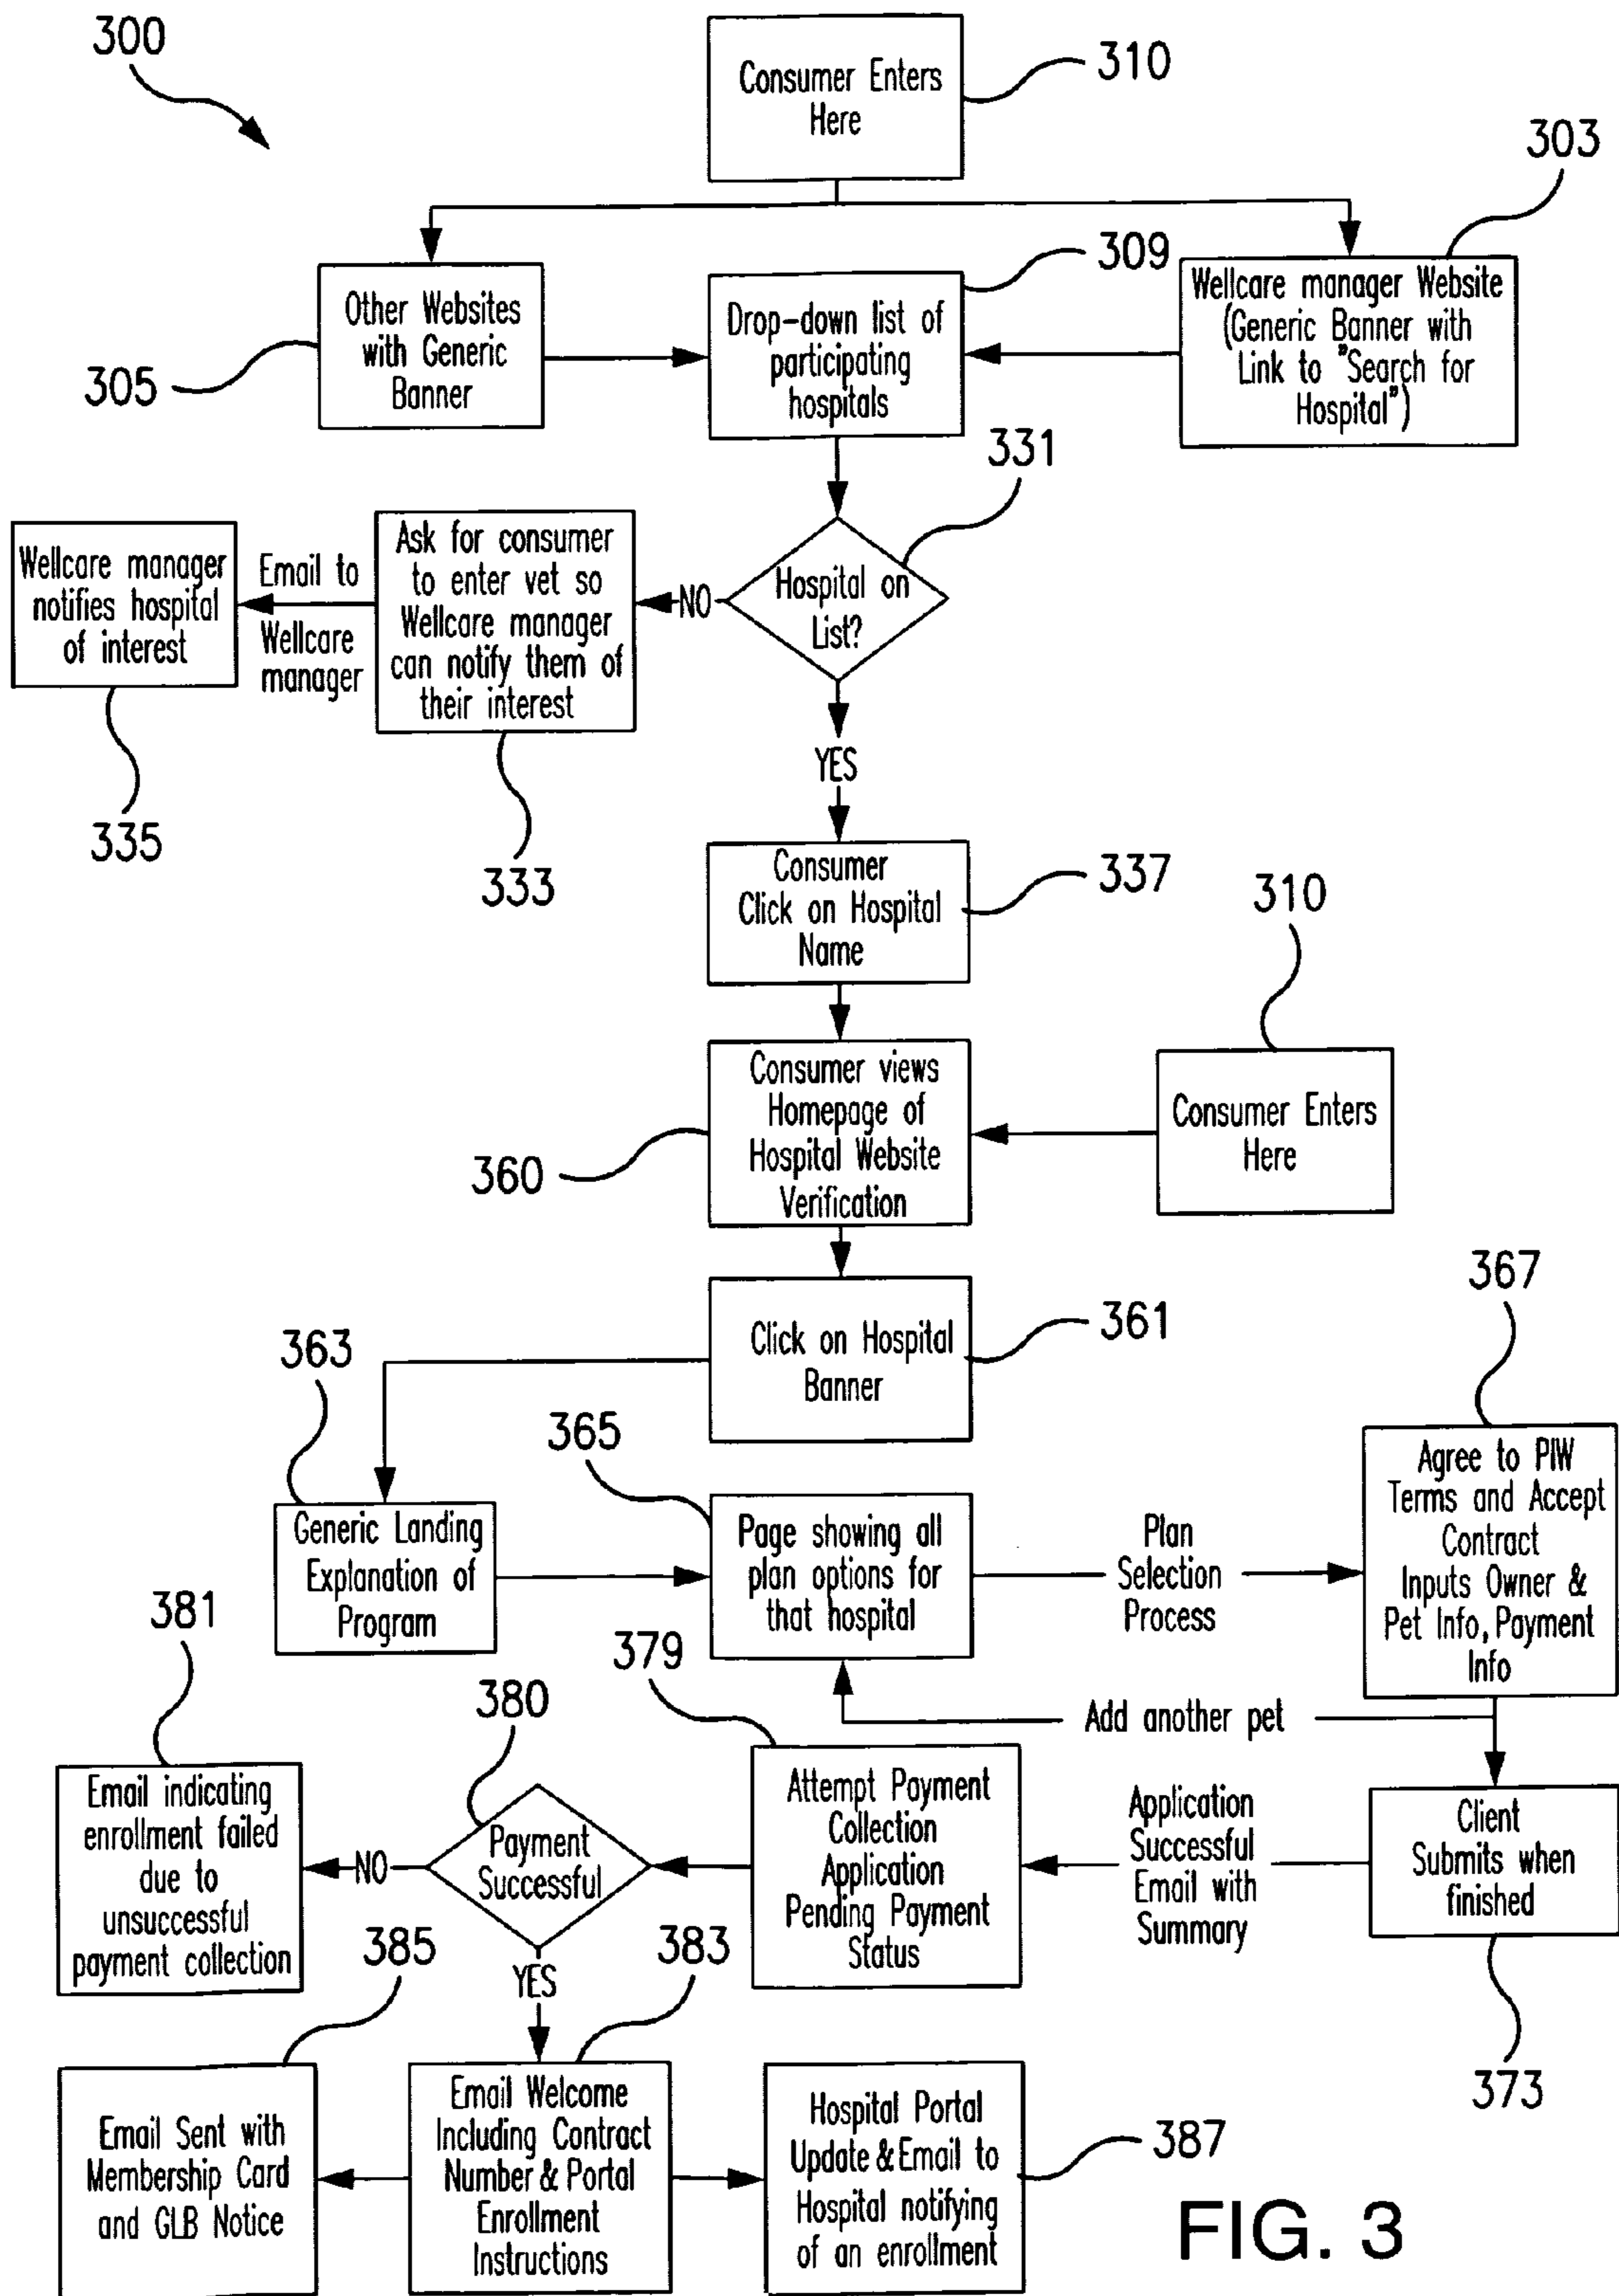 300
Consumer Enters
Here
310
303
Other Websites
with Generic
Banner
305
309
Drop-down list of
participating
hospitals
Wellcare manager Website
(Generic Banner with
Link to "Search for
Hospital")
331
Hospital on
List?
NO
Ask for consumer
to enter vet so
Wellcare manager
can notify them of
their interest
333
Email to
Wellcare
manager
Wellcare manager
notifies hospital
of interest
335
YES
Consumer
Click on Hospital
Name
337
310
Consumer views
Homepage of
Hospital Website
Verification
360
Consumer Enters
Here
Click on Hospital
Banner
361
363
Generic Landing
Explanation of
Program
365
Page showing all
plan options for
that hospital
Plan
Selection
Process
367
Agree to PIW
Terms and Accept
Contract
Inputs Owner &
Pet Info, Payment
Info
Add another pet
Client
Submits when
finished
373
Application
Successful
Email with
Summary
379
Attempt Payment
Collection
Application
Pending Payment
Status
380
Payment
Successful
NO
381
Email indicating
enrollment failed
due to
unsuccessful
payment collection
YES
383
Email Welcome
Including Contract
Number & Portal
Enrollment
Instructions
385
Email Sent with
Membership Card
and GLB Notice
Hospital Portal
Update & Email to
Hospital notifying
of an enrollment
387
FIG. 3